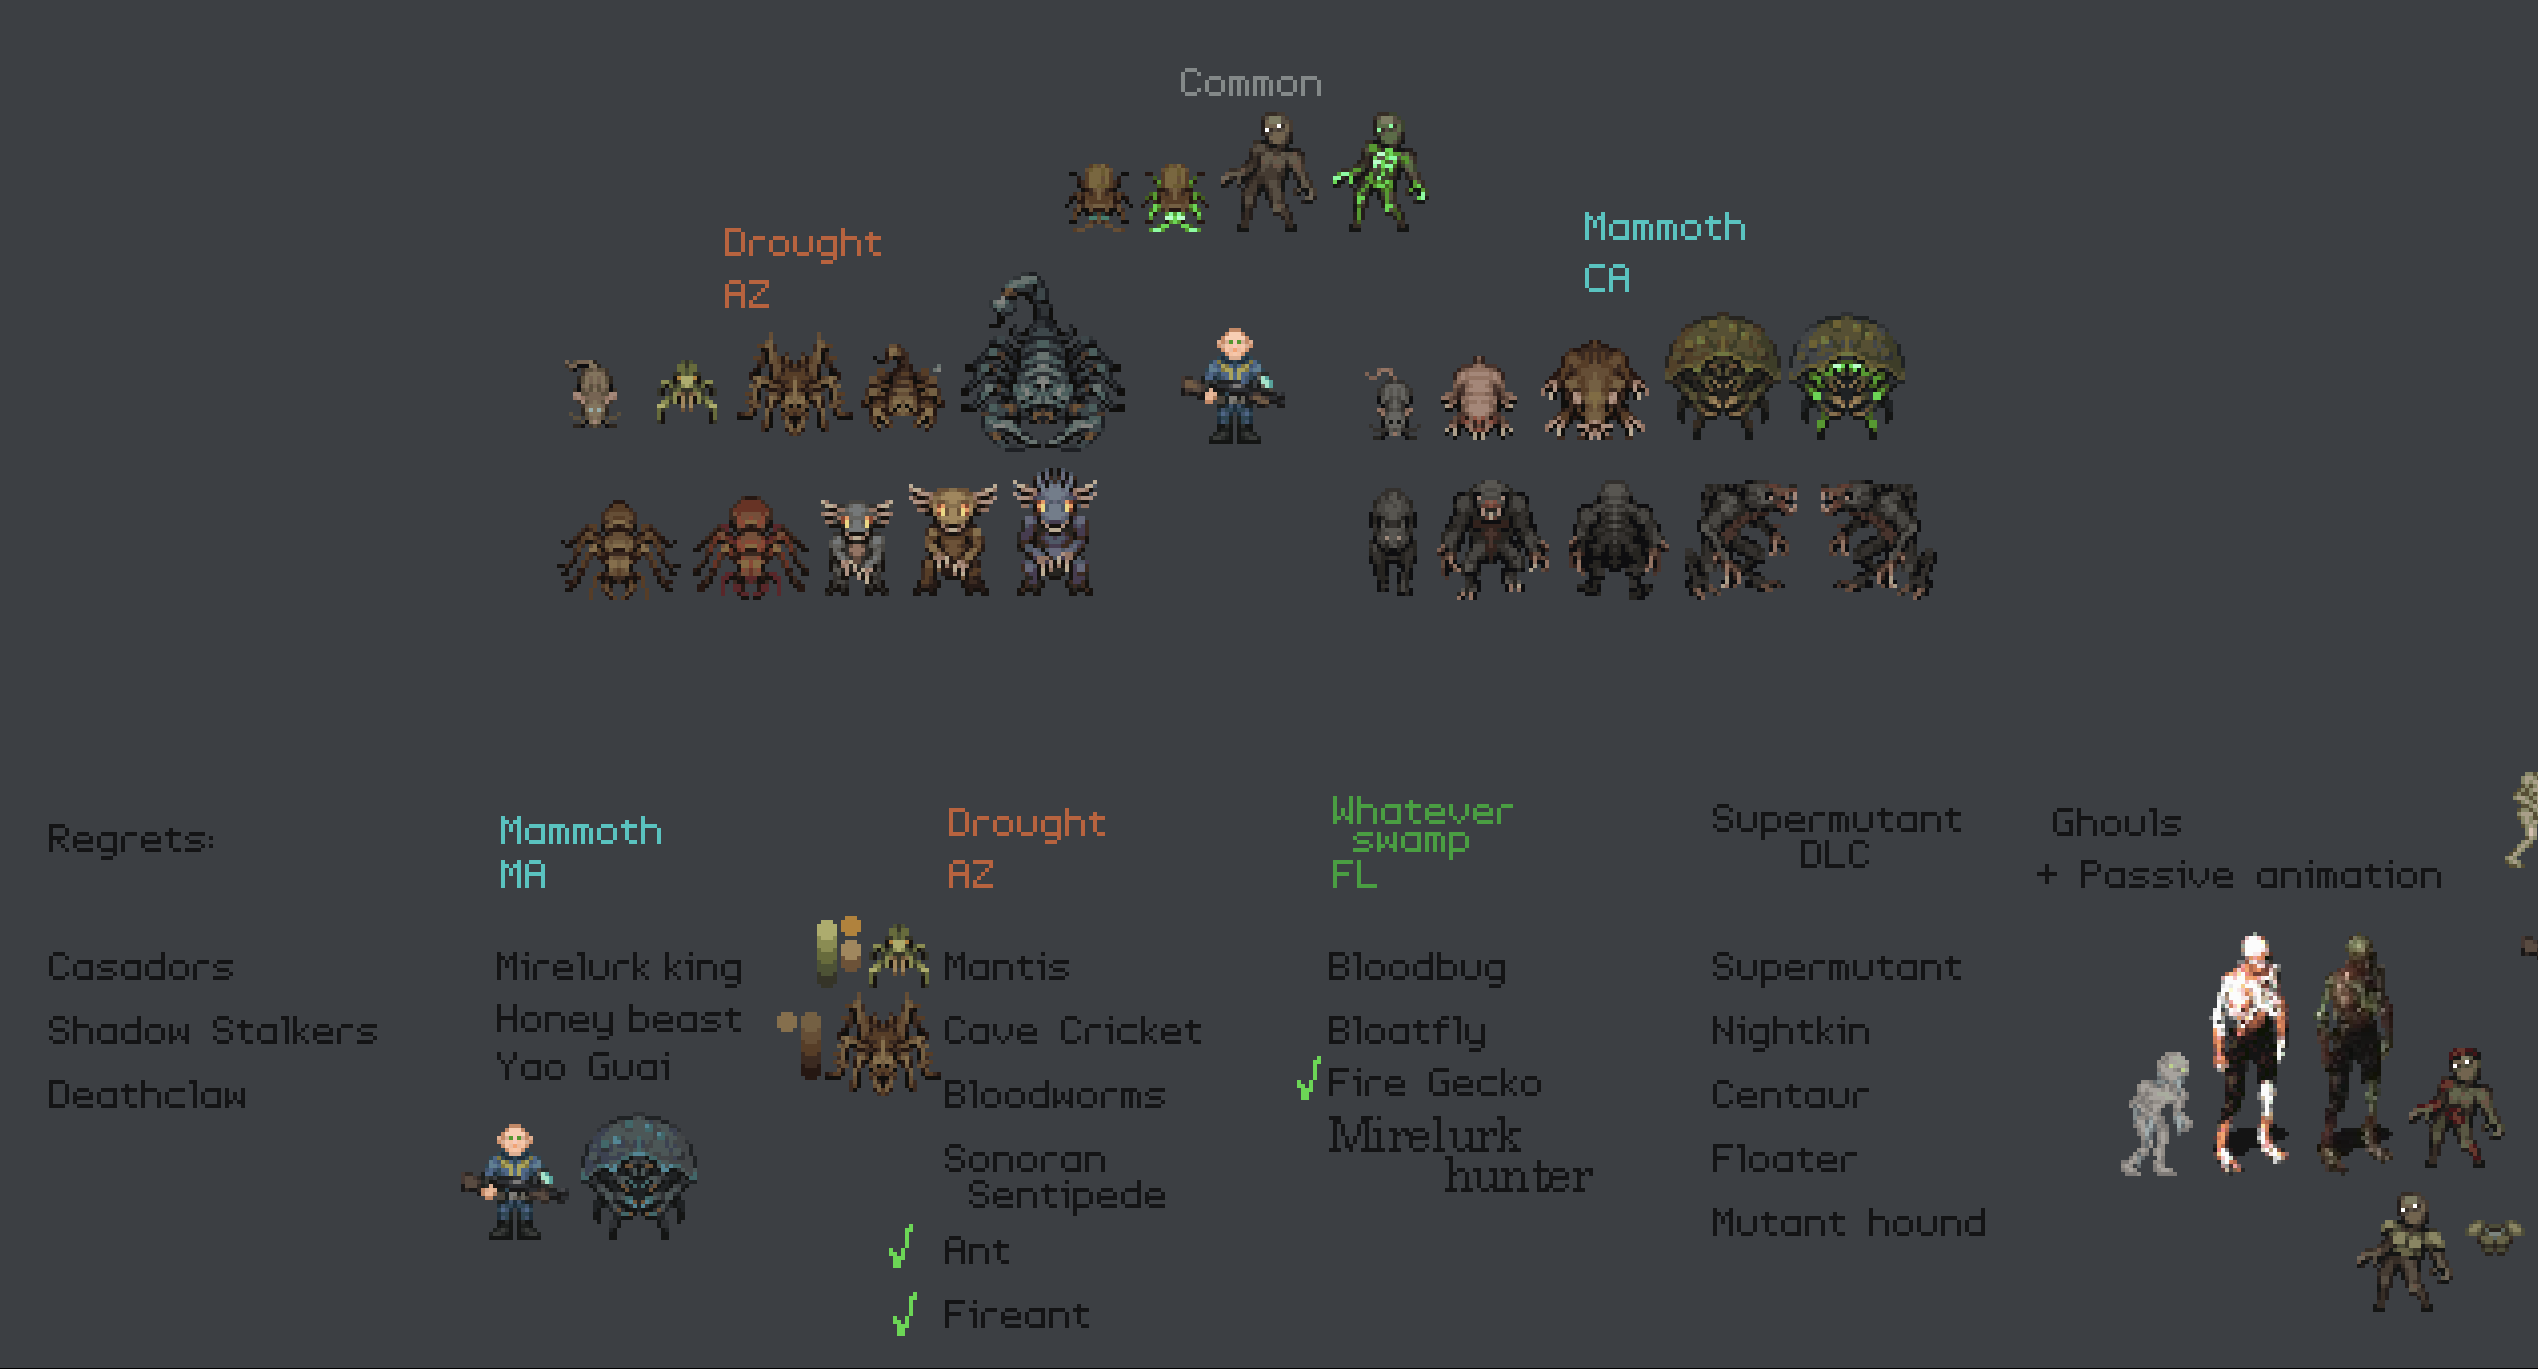 Common
Drought
AZ
Mammoth
CA
Regrets:
Casadors
Shadow Stalkers
Deathclaw
Mammoth
MA
Mirelurk king
Honey beast
Yao Guai
Drought
AZ
Mantis
Cave Cricket
Bloodworms
Sonoran
Sentipede
Ant
Fireant
Whatever
swamp
FL
Bloodbug
Bloatfly
Fire Gecko
Mirelurk
hunter
Supermutant
DLC
Supermutant
Nightkin
Centaur
Floater
Mutant hound
Ghouls
+ Passive animation